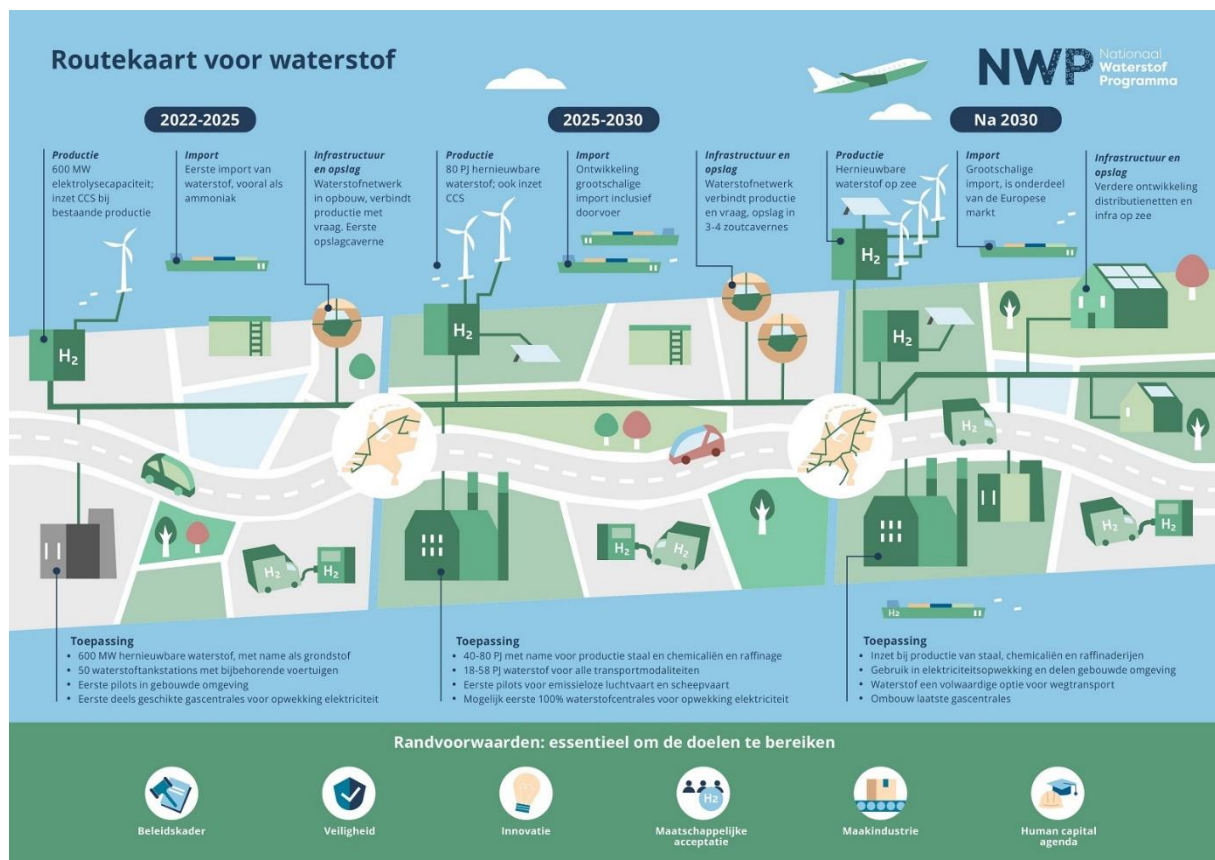 Routekaart voor waterstof
NWP
Nationaal
Waterstof
Programma
2022-2025
Productie
600 MW
elektrolysecapaciteit;
inzet CCS bij
bestaande productie
Import
Eerste import van
waterstof, vooral als
ammoniak
Infrastructuur
en opslag
Waterstofnetwerk
in opbouw, verbindt
productie met
vraag. Eerste
opslagcaverne
2025-2030
Productie
80 PJ hernieuwbare
waterstof; ook inzet
CCS
Import
Ontwikkeling
grootschalige
import inclusief
doorvoer
Infrastructuur en
opslag
Waterstofnetwerk
verbindt productie
en vraag, opslag in
3-4 zoutcavernes
Na 2030
Productie
Hernieuwbare
waterstof op zee
Import
Grootschalige
import, is onderdeel
van de Europese
markt
Infrastructuur en
opslag
Verdere ontwikkeling
distributienetten en
infra op zee
H₂
H₂
H₂
H₂
H₂
H₂
H₂
H₂
H₂
H₂
H₂
H₂
Toepassing
• 600 MW hernieuwbare waterstof, met name als grondstof
• 50 waterstoftankstations met bijbehorende voertuigen
• Eerste pilots in gebouwde omgeving
• Eerste deels geschikte gascentrales voor opwekking elektriciteit
Toepassing
• 40-80 PJ met name voor productie staal en chemicaliën en raffinage
• 18-58 PJ waterstof voor alle transportmodaliteiten
• Eerste pilots voor emissieloze luchtvaart en scheepvaart
• Mogelijk eerste 100% waterstofcentrales voor opwekking elektriciteit
Toepassing
• Inzet bij productie van staal, chemicaliën en raffinaderijen
• Gebruik in elektriciteitsopwekking en delen gebouwde omgeving
• Waterstof een volwaardige optie voor wegtransport
• Ombouw laatste gascentrales
Randvoorwaarden: essentieel om de doelen te bereiken
Beleidskader
Veiligheid
Innovatie
H₂
Maatschappelijke
acceptatie
Maakindustrie
Human capital
agenda